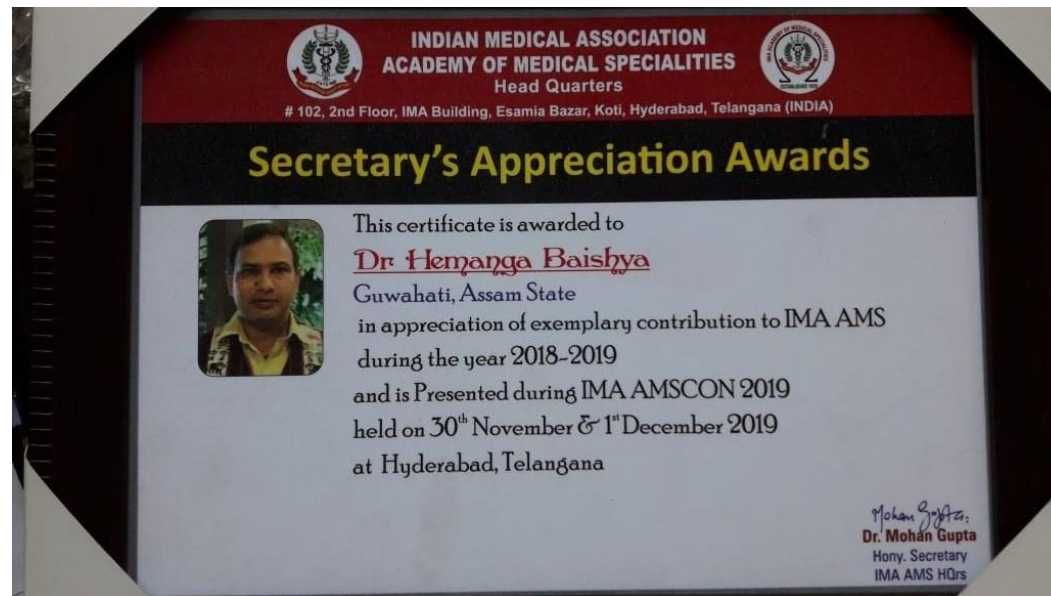 INDIAN MEDICAL ASSOCIATION
ACADEMY OF MEDICAL SPECIALITIES
Head Quarters
# 102, 2nd Floor, IMA Building, Esamia Bazar, Koti, Hyderabad, Telangana (INDIA)
Secretary's Appreciation Awards
This certificate is awarded to
Dr Hemanga Baishya
Guwahati, Assam State
in appreciation of exemplary contribution to IMA AMS
during the year 2018-2019
and is Presented during IMA AMSCON 2019
held on 30th November & 1st December 2019
at Hyderabad, Telangana
Mohan Gupta
Dr. Mohan Gupta
Hony. Secretary
IMA AMS HQrs